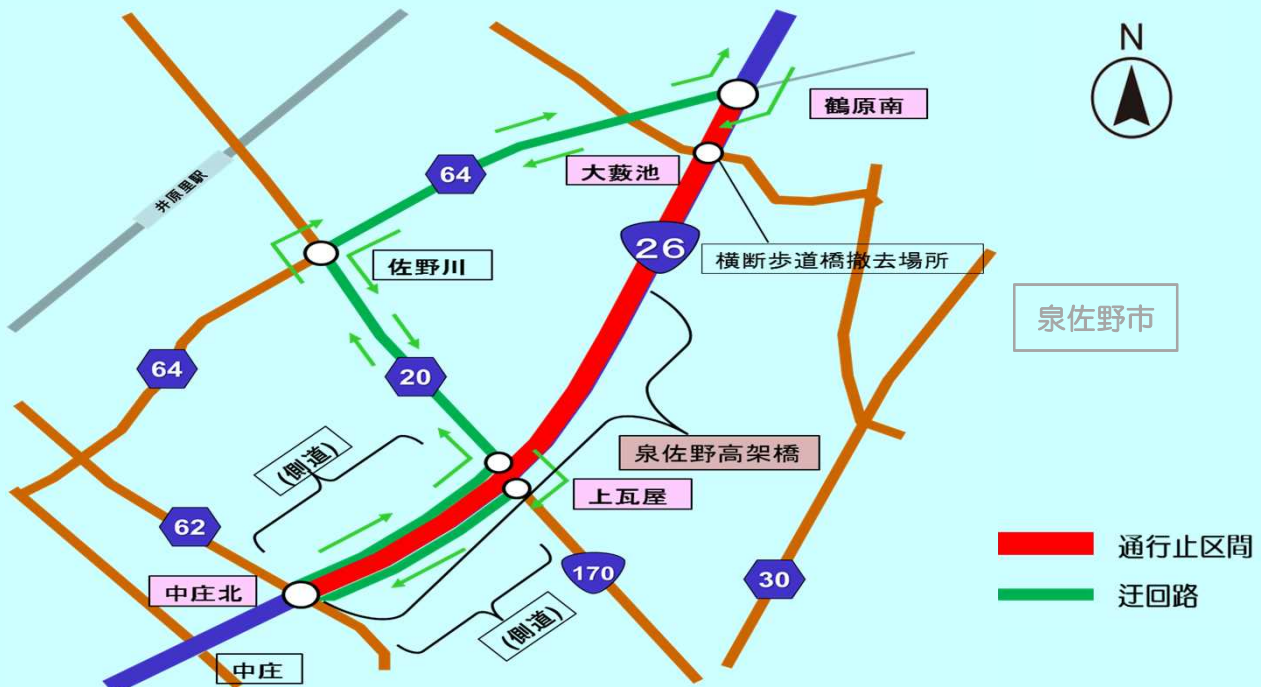 N
鶴原南
64
大藪池
井原里駅
26
佐野川
横断歩道橋撤去場所
泉佐野市
64
20
(側道)
泉佐野高架橋
上瓦屋
62
通行止区間
170
30
中庄北
迂回路
(側道)
中庄